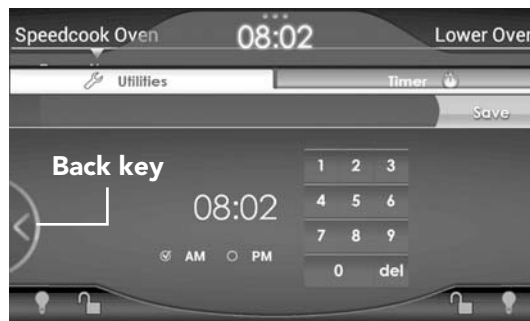 Speedcook Oven 08:02 Lower Over
Utilities Timer
Save
Back key
08:02
AM PM
1 2 3
4 5 6
7 8 9
0 del